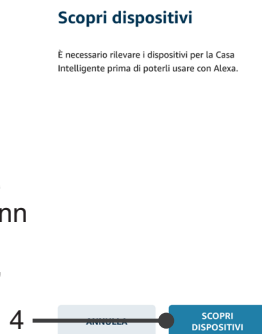 Scopri dispositivi
È necessario rilevare i dispositivi per la Casa
Intelligente prima di poterli usare con Alexa.
nn
4
ANNULLA
SCOPRI
DISPOSITIVI